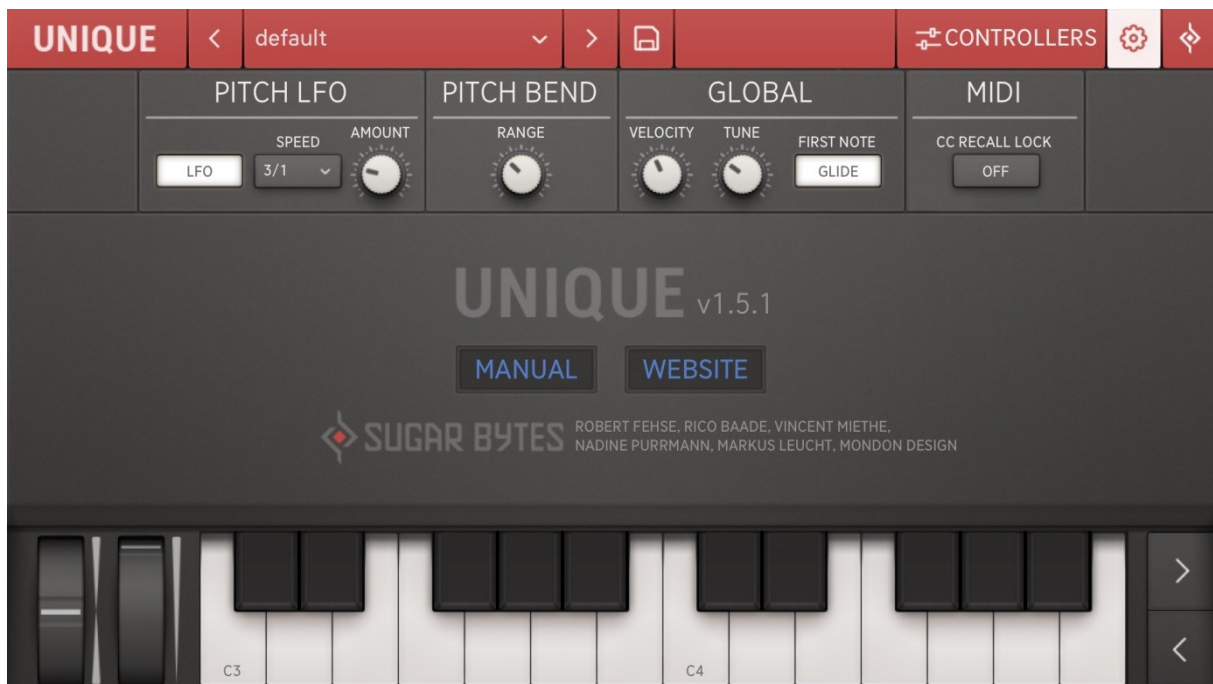 UNIQUE
default
CONTROLLERS
PITCH LFO
PITCH BEND
GLOBAL
MIDI
SPEED
AMOUNT
RANGE
VELOCITY
TUNE
FIRST NOTE
CC RECALL LOCK
LFO
3/1
GLIDE
OFF
UNIQUE v1.5.1
MANUAL
WEBSITE
SUGAR BYTES
ROBERT FEHSE, RICO BAADE, VINCENT MIETHE,
NADINE PURRMANN, MARKUS LEUCHT, MONDON DESIGN
C3
C4